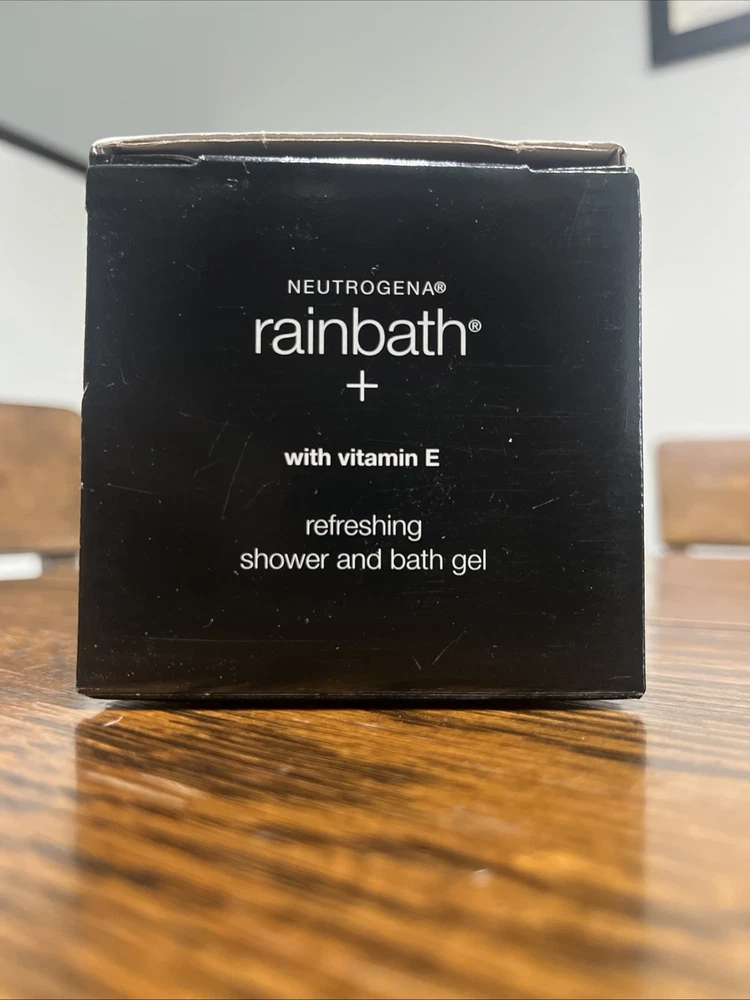 NEUTROGENA®
rainbath®
+
with vitamin E
refreshing
shower and bath gel